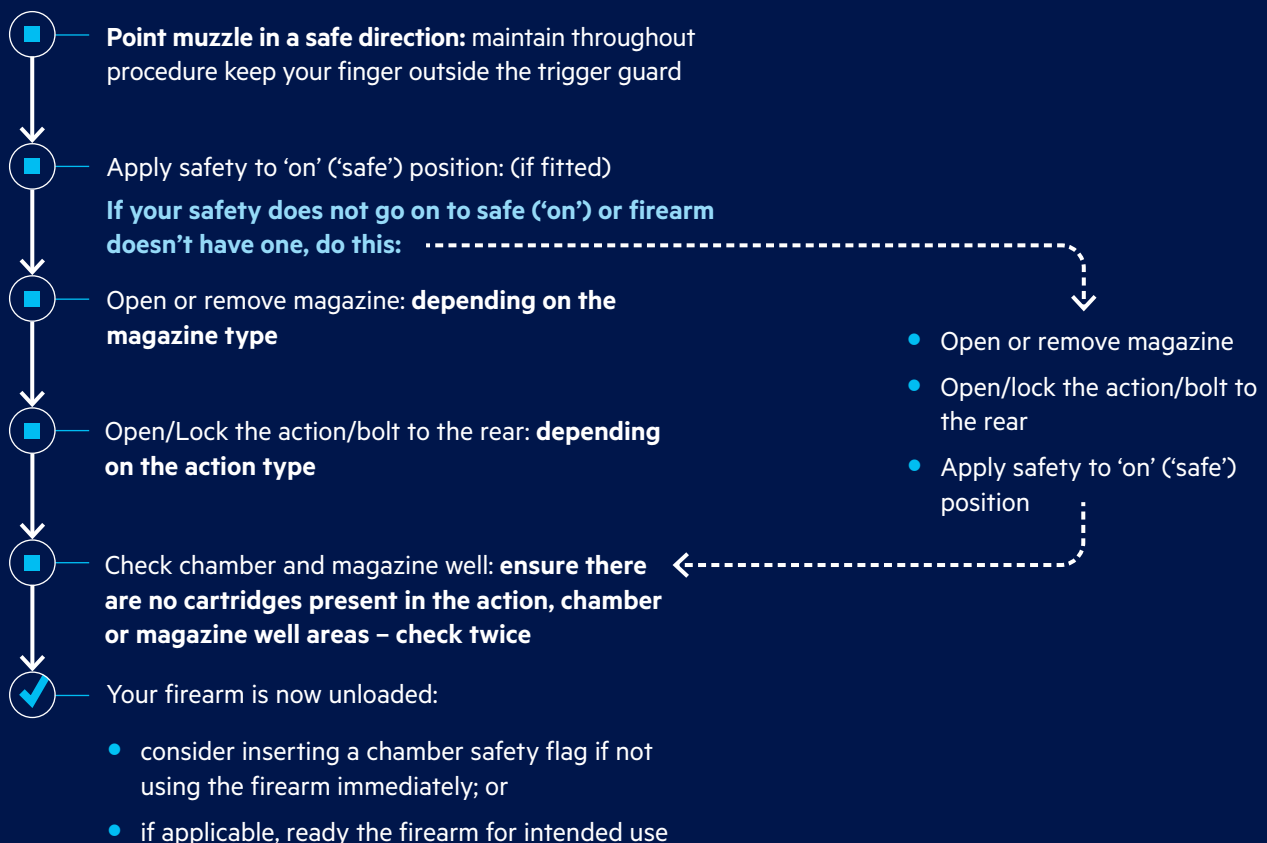 Point muzzle in a safe direction: maintain throughout
procedure keep your finger outside the trigger guard
Apply safety to ‘on’ (‘safe’) position: (if fitted)
If your safety does not go on to safe (‘on’) or firearm
doesn’t have one, do this:
Open or remove magazine: depending on the
magazine type
Open/Lock the action/bolt to the rear: depending
on the action type
Open or remove magazine
Open/lock the action/bolt to
the rear
Apply safety to ‘on’ (‘safe’)
position
Check chamber and magazine well: ensure there
are no cartridges present in the action, chamber
or magazine well areas – check twice
Your firearm is now unloaded:
consider inserting a chamber safety flag if not
using the firearm immediately; or
if applicable, ready the firearm for intended use